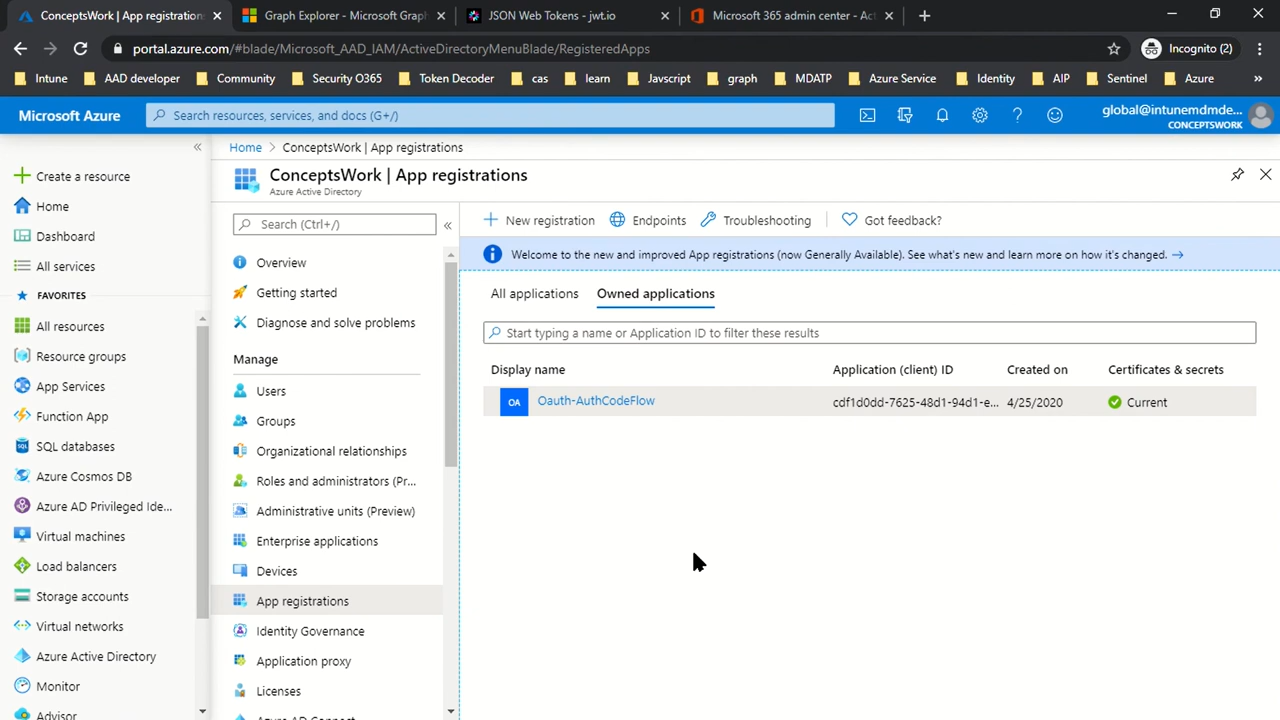 ConceptsWork | App registrations
Graph Explorer - Microsoft Graph
JSON Web Tokens - jwt.io
Microsoft 365 admin center - Act
portal.azure.com/#blade/Microsoft_AAD_IAM/ActiveDirectoryMenuBlade/RegisteredApps
Incognito (2)
Intune
AAD developer
Community
Security O365
Token Decoder
cas
learn
Javscript
graph
MDATP
Azure Service
Identity
AIP
Sentinel
Azure
»
Microsoft Azure
Search resources, services, and docs (G+/)
global@intunemdmde...
CONCEPTSWORK
Create a resource
Home
Dashboard
All services
FAVORITES
All resources
Resource groups
App Services
Function App
SQL databases
Azure Cosmos DB
Azure AD Privileged Ide...
Virtual machines
Load balancers
Storage accounts
Virtual networks
Azure Active Directory
Monitor
Advisor
Home > ConceptsWork | App registrations
ConceptsWork | App registrations
Azure Active Directory
Search (Ctrl+/)
«
Overview
Getting started
Diagnose and solve problems
Manage
Users
Groups
Organizational relationships
Roles and administrators (Pr...
Administrative units (Preview)
Enterprise applications
Devices
App registrations
Identity Governance
Application proxy
Licenses
Azure AD Connect
New registration
Endpoints
Troubleshooting
Got feedback?
Welcome to the new and improved App registrations (now Generally Available). See what's new and learn more on how it's changed. →
All applications
Owned applications
Start typing a name or Application ID to filter these results
Display name
Application (client) ID
Created on
Certificates & secrets
OA
Oauth-AuthCodeFlow
cdf1d0dd-7625-48d1-94d1-e...
4/25/2020
Current